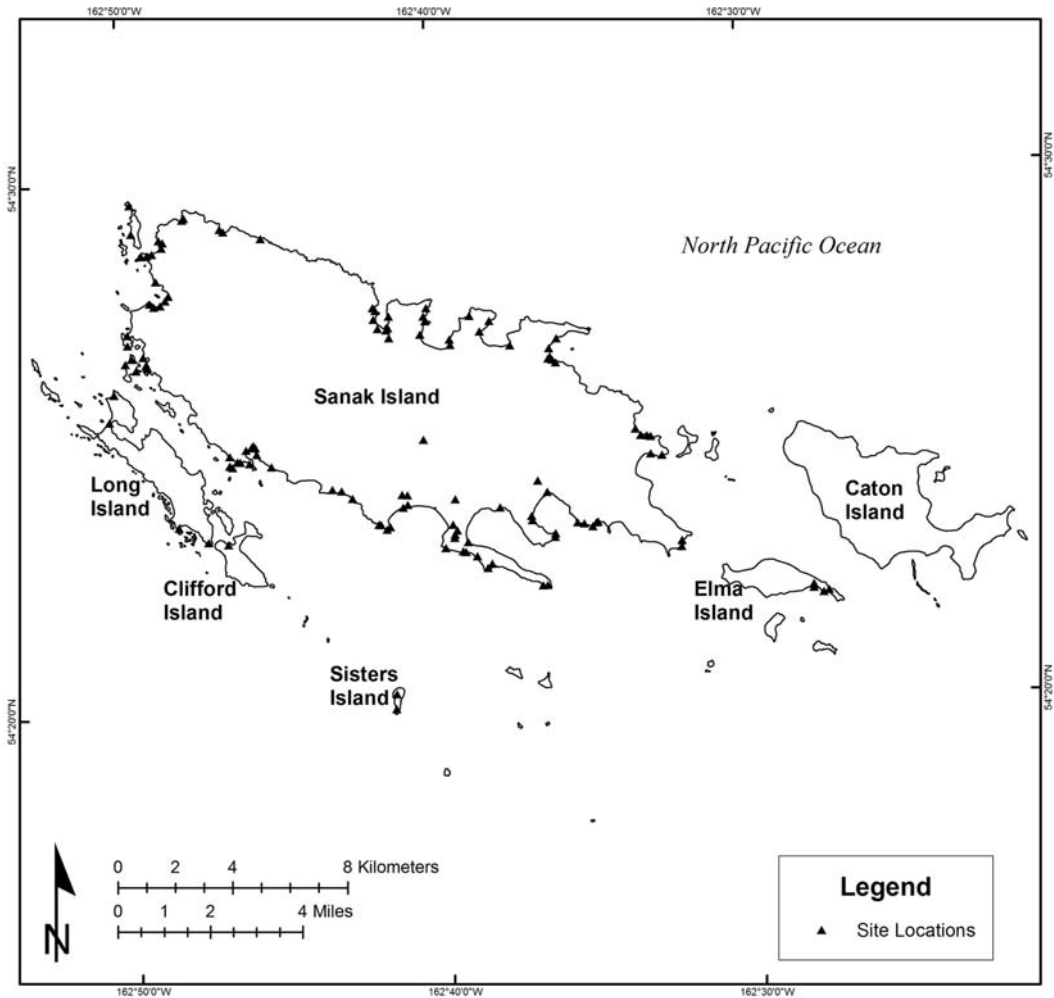 162°50'0"W
162°40'0"W
162°30'0"W
54°30'0"N
54°30'0"N
North Pacific Ocean
Sanak Island
Long
Island
Caton
Island
Clifford
Island
Elma
Island
Sisters
Island
54°20'0"N
54°20'0"N
0 2 4 8 Kilometers
0 1 2 4 Miles
N
Legend
Site Locations
162°50'0"W
162°40'0"W
162°30'0"W